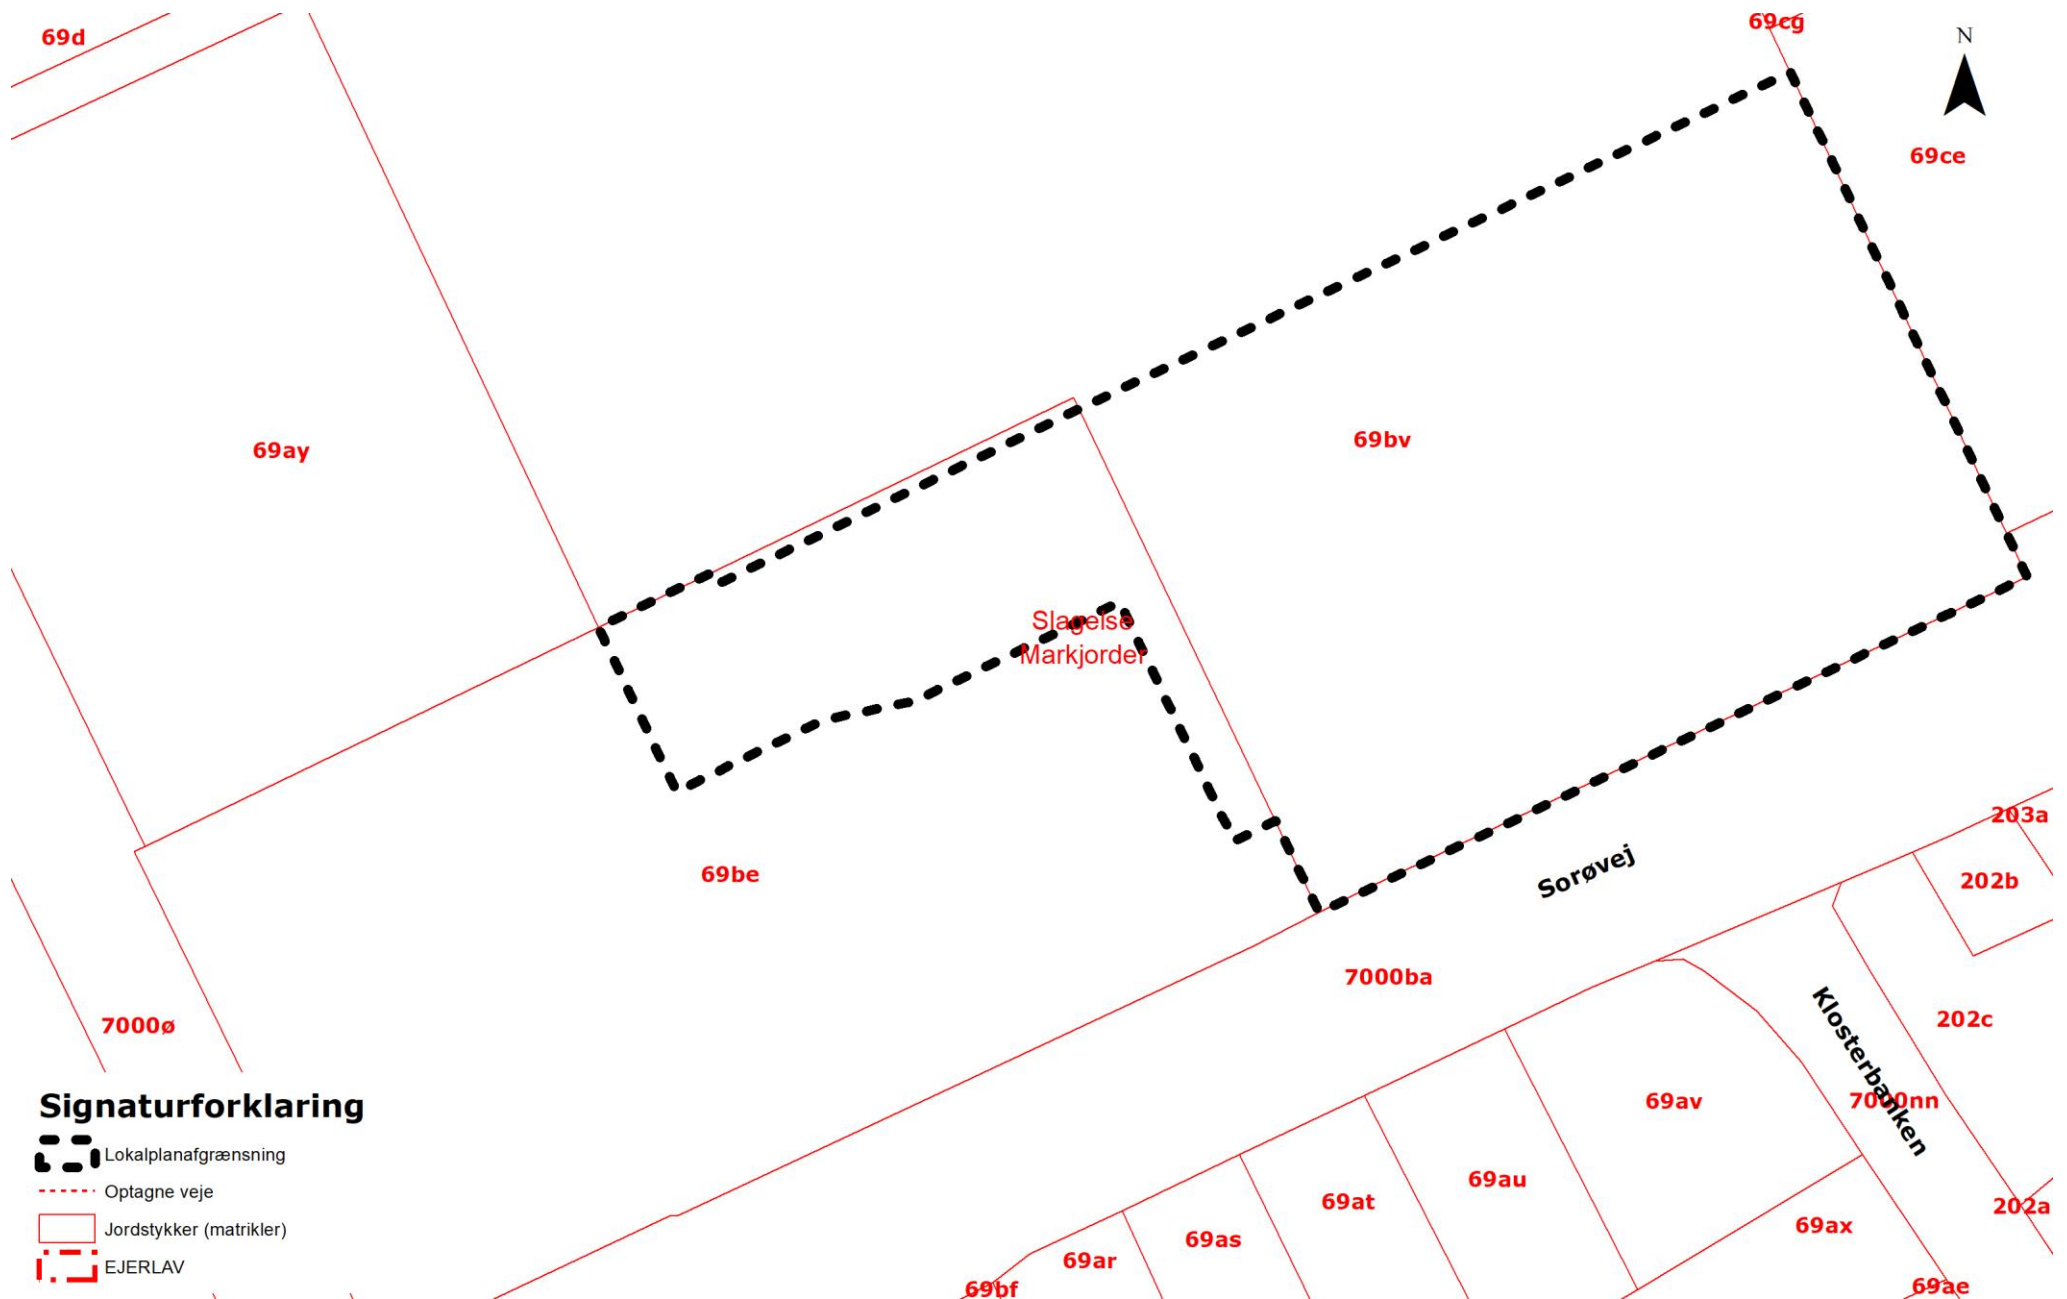 69d
69cg
N
69ce
69ay
69bv
Slagelse
Markjorder
203a
Sorøvej
69be
202b
7000ba
Klosterbanken
202c
7000ø
7000nn
69av
Signaturforklaring
Lokalplanafgrænsning
Optagne veje
Jordstykker (matrikler)
EJERLAV
69au
69at
202a
69ax
69as
69ar
69bf
69ae